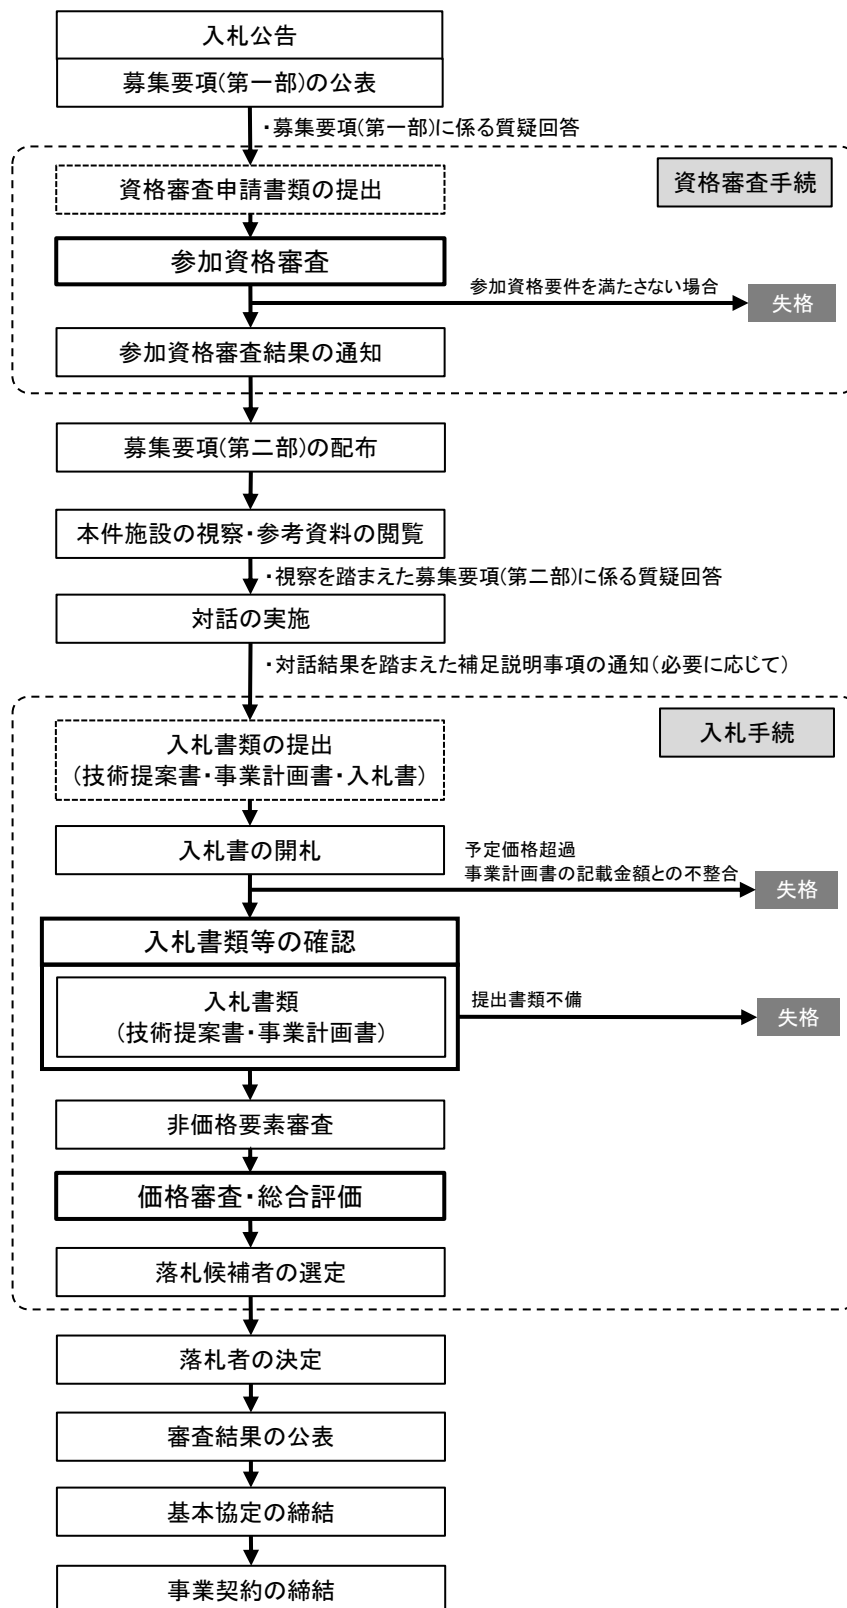 入札公告
募集要項(第一部)の公表
・募集要項(第一部)に係る質疑回答
資格審査手続
資格審査申請書類の提出
参加資格審査
参加資格要件を満たさない場合
失格
参加資格審査結果の通知
募集要項(第二部)の配布
本件施設の視察・参考資料の閲覧
・視察を踏まえた募集要項(第二部)に係る質疑回答
対話の実施
・対話結果を踏まえた補足説明事項の通知(必要に応じて)
入札手続
入札書類の提出
(技術提案書・事業計画書・入札書)
入札書の開札
予定価格超過
事業計画書の記載金額との不整合
失格
入札書類等の確認
入札書類
(技術提案書・事業計画書)
提出書類不備
失格
非価格要素審査
価格審査・総合評価
落札候補者の選定
落札者の決定
審査結果の公表
基本協定の締結
事業契約の締結